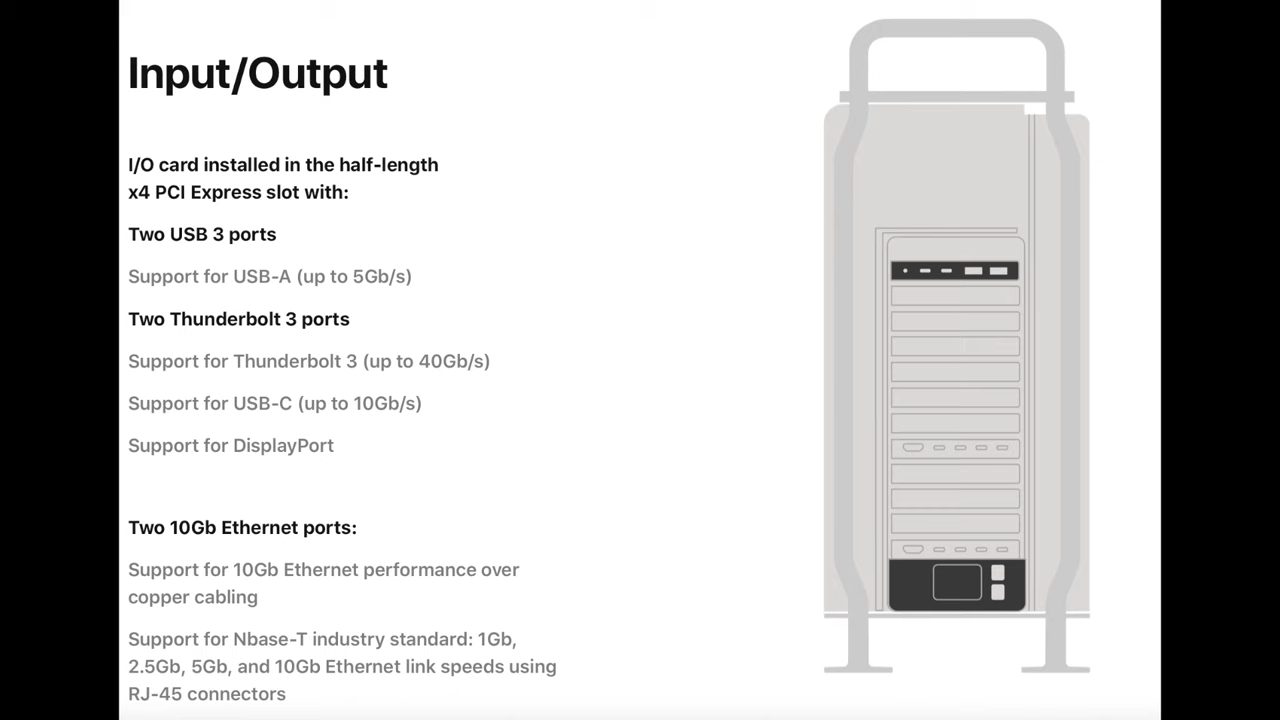 Input/Output
I/O card installed in the half-length
x4 PCI Express slot with:
Two USB 3 ports
Support for USB-A (up to 5Gb/s)
Two Thunderbolt 3 ports
Support for Thunderbolt 3 (up to 40Gb/s)
Support for USB-C (up to 10Gb/s)
Support for DisplayPort
Two 10Gb Ethernet ports:
Support for 10Gb Ethernet performance over
copper cabling
Support for Nbase-T industry standard: 1Gb,
2.5Gb, 5Gb, and 10Gb Ethernet link speeds using
RJ-45 connectors